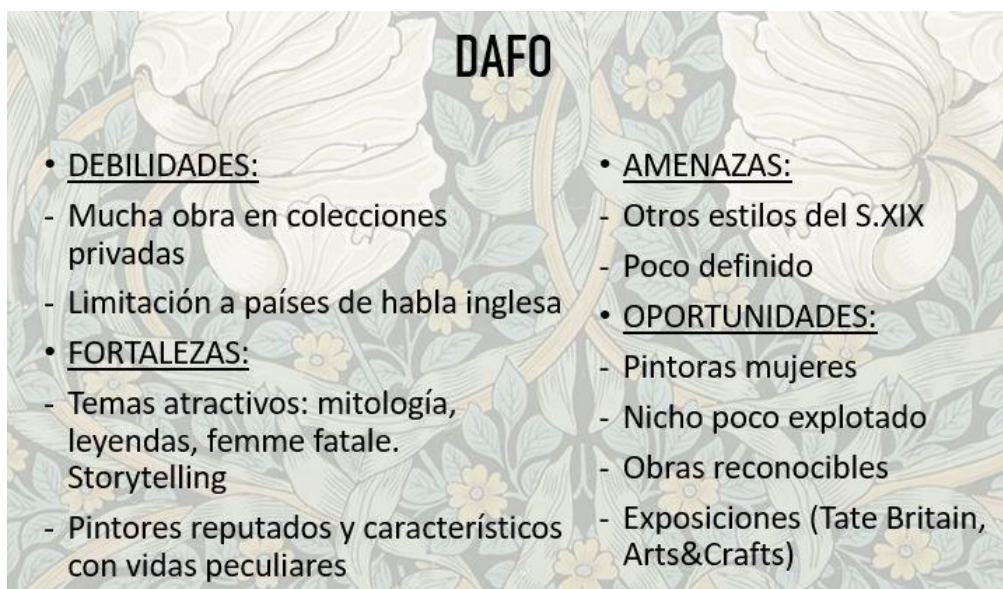 DAFO
• DEBILIDADES:
- Mucha obra en colecciones
privadas
- Limitación a países de habla inglesa
• FORTALEZAS:
- Temas atractivos: mitología,
leyendas, femme fatale.
Storytelling
- Pintores reputados y característicos
con vidas peculiares
• AMENAZAS:
- Otros estilos del S.XIX
- Poco definido
• OPORTUNIDADES:
- Pintoras mujeres
- Nicho poco explotado
- Obras reconocibles
- Exposiciones (Tate Britain,
Arts&Crafts)